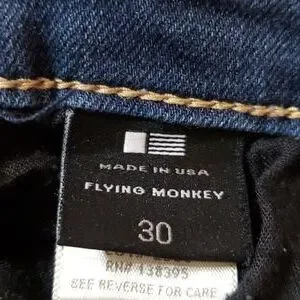 MADE IN USA
FLYING MONKEY
30
RN# 138395
SEE REVERSE FOR CARE